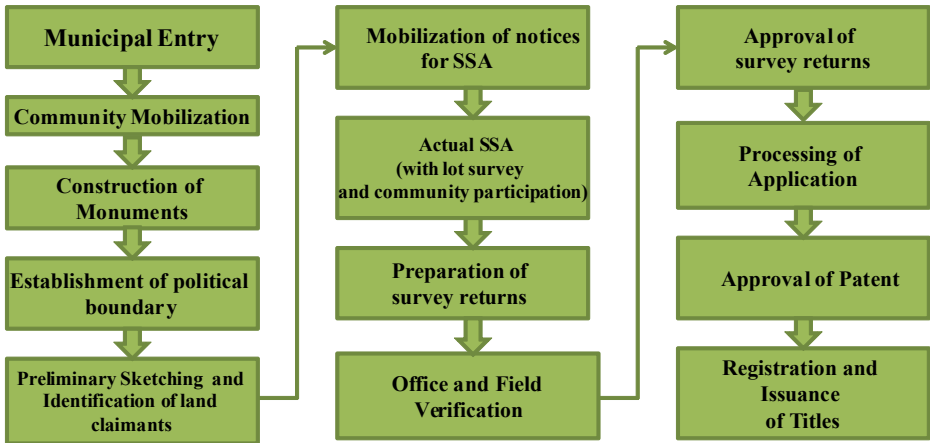 Municipal Entry
Community Mobilization
Construction of
Monuments
Establishment of political
boundary
Preliminary Sketching and
Identification of land
claimants
Mobilization of notices
for SSA
Actual SSA
(with lot survey
and community participation)
Preparation of
survey returns
Office and Field
Verification
Approval of
survey returns
Processing of
Application
Approval of Patent
Registration and
Issuance
of Titles